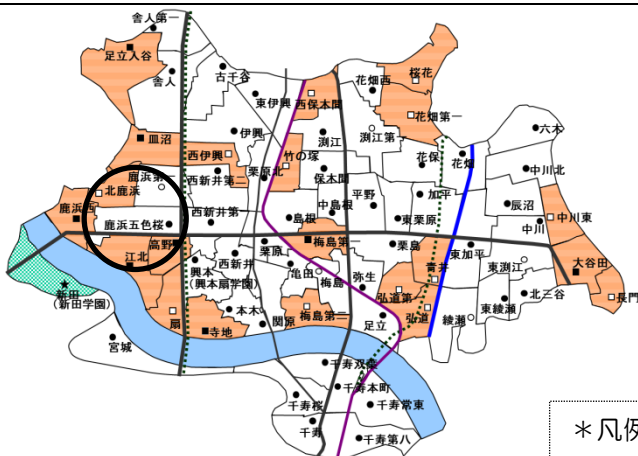 舎人第一
足立入谷
舎人
古千谷
東伊興
花畑西
桜花
西保木間
花畑第一
伊興
渕江
渕江第一
六木
皿沼
西伊興
竹の塚
花保
花畑
鹿浜第一
西新井第二
栗原北
保木間
中川北
北鹿浜
平野
加平
辰沼
鹿浜西
鹿浜五色桜
西新井第一
島根
中島根
東栗原
中川
中川東
高野
栗原
梅島第一
栗島
東加平
江北
興本
(興本扇学園)
西新井
亀田
梅島
弥生
青井
東渕江
大谷田
新田
(新田学園)
弘道第一
北三谷
長門
扇
本木
梅島第二
足立
弘道
綾瀬
東綾瀬
寺地
関原
宮城
千寿双葉
千寿本町
千寿桜
千寿常東
千寿
千寿第八
*凡例